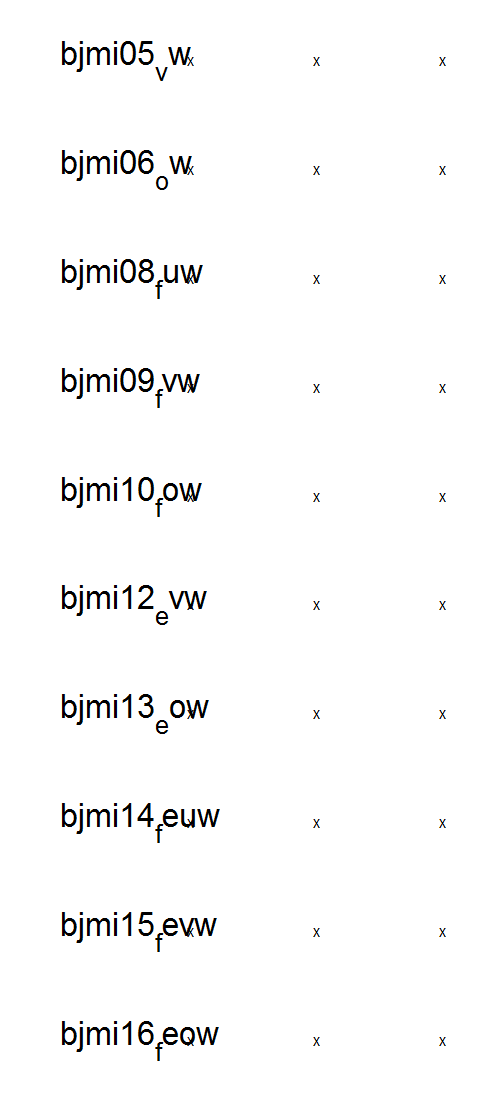 bjmi05vw x x x
bjmi06ow x x x
bjmi08fuw x x x
bjmi09fvw x x x
bjmi10fow x x x
bjmi12evw x x x
bjmi13eow x x x
bjmi14feuw x x x
bjmi15fevw x x x
bjmi16feow x x x